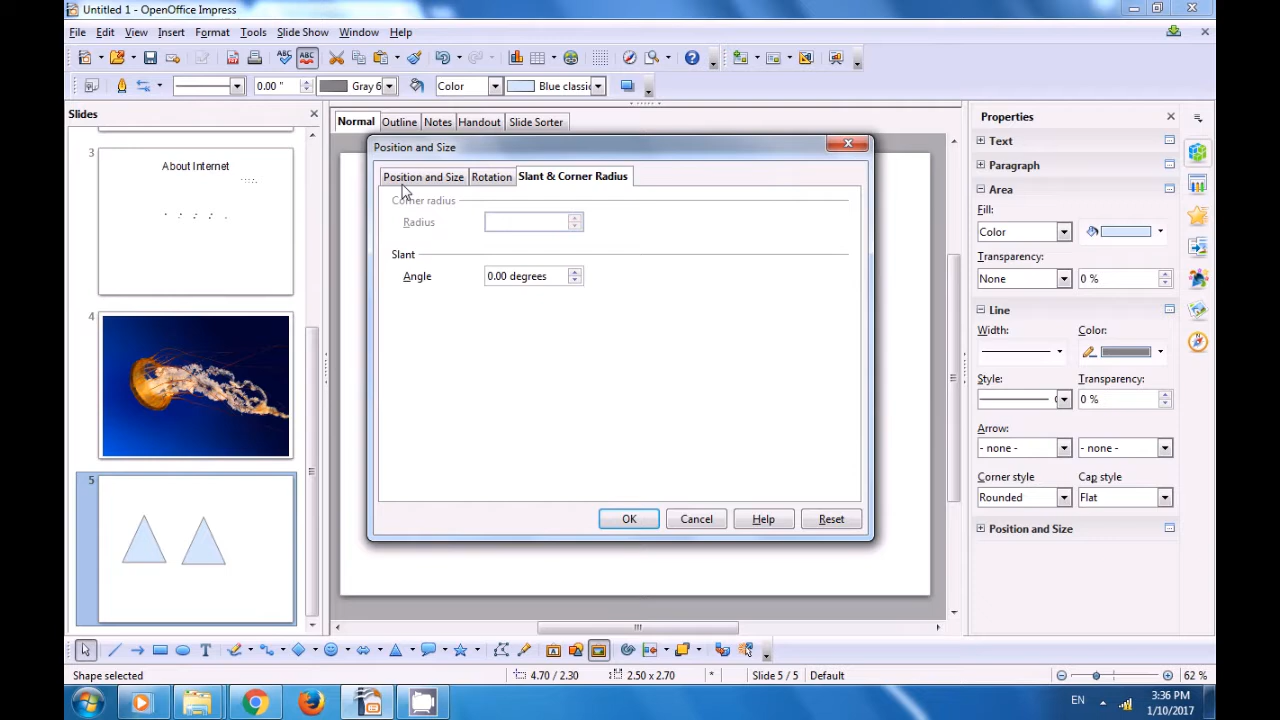 Untitled 1 - OpenOffice Impress
File Edit View Insert Format Tools Slide Show Window Help
0.00 " Gray 6 Color Blue classic
Slides
Normal Outline Notes Handout Slide Sorter
Properties
3
About Internet
4
5
Position and Size
Position and Size Rotation Slant & Corner Radius
Corner radius
Radius
Slant
Angle 0.00 degrees
OK Cancel Help Reset
Text
Paragraph
Area
Fill:
Color
Transparency:
None 0 %
Line
Width: Color:
Style: Transparency:
0 %
Arrow:
- none - - none -
Corner style Cap style
Rounded Flat
Position and Size
Shape selected 4.70 / 2.30 2.50 x 2.70 * Slide 5 / 5 Default 62 %
EN 3:36 PM
1/10/2017